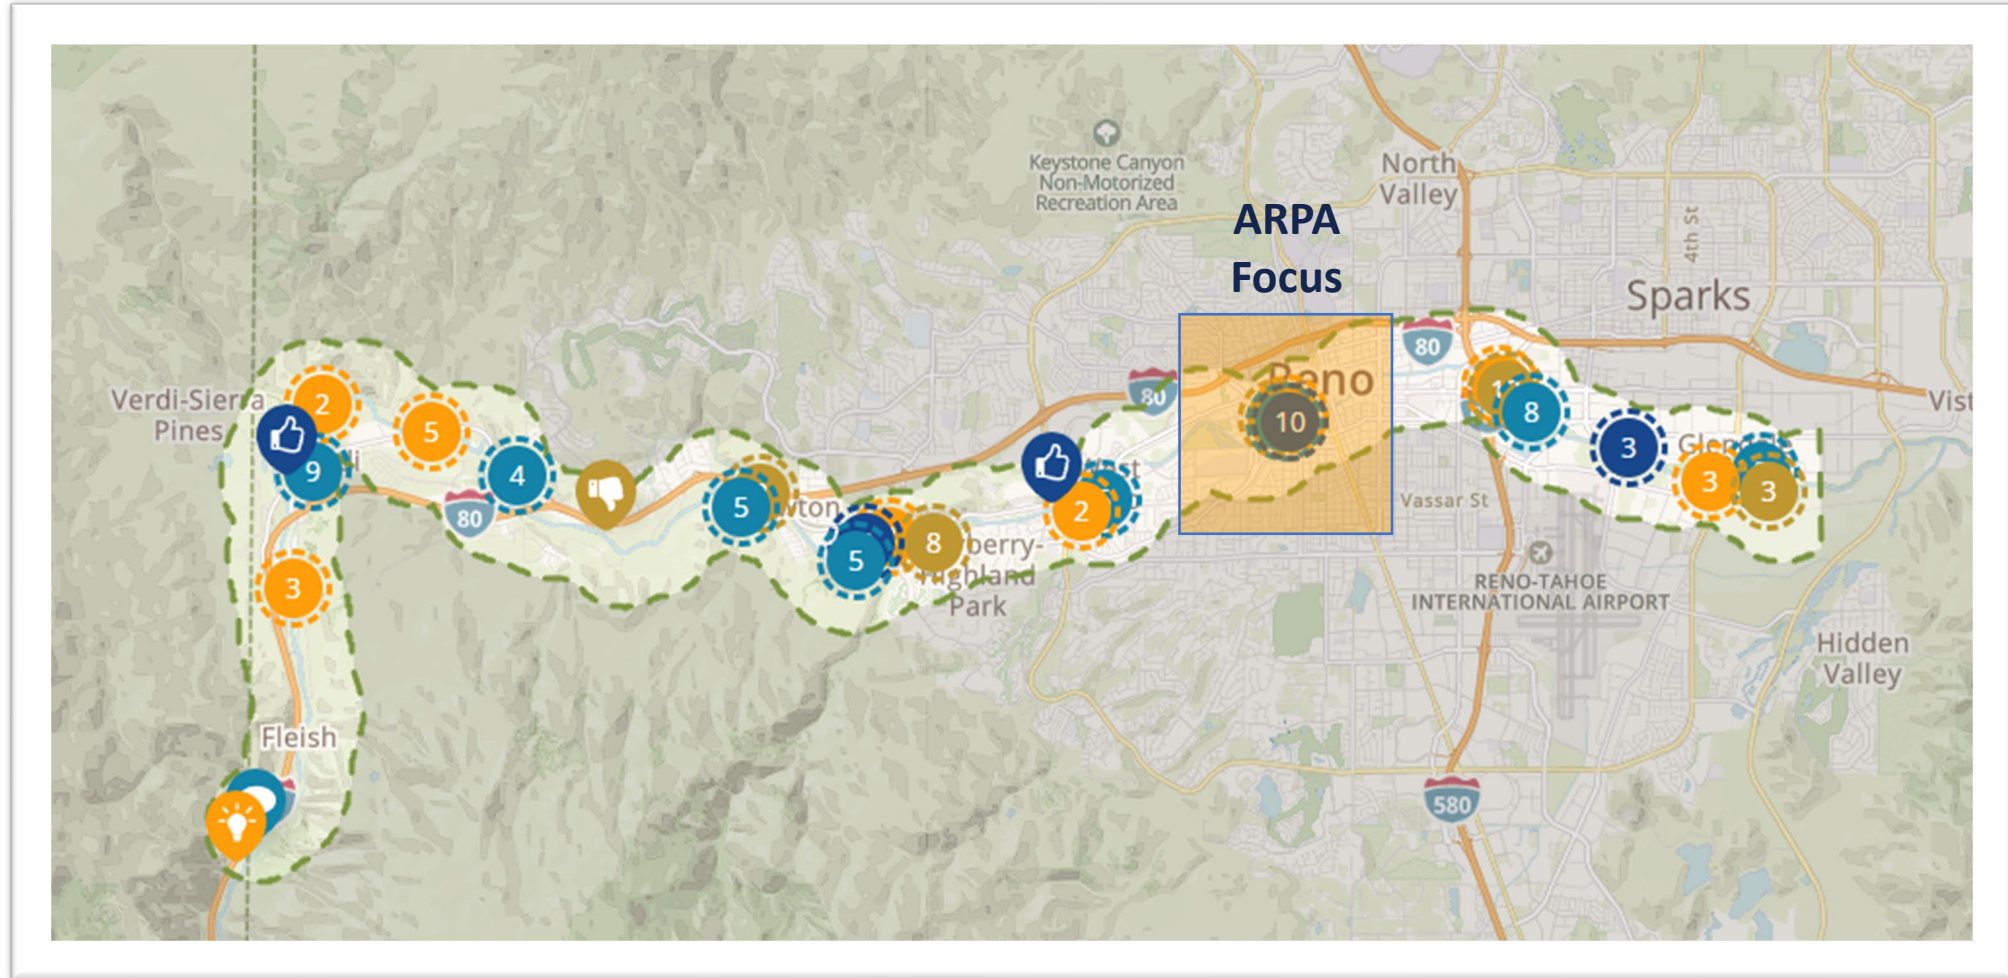 Keystone Canyon
Non-Motorized
Recreation Area
North
Valley
ARPA
Focus
4th St
Sparks
80
Reno
80
Verdi-Sierra
Pines
2
5
9
4
80
10
8
3
3
3
Vassar St
5
2
8
5
Highland
Park
3
RENO-TAHOE
INTERNATIONAL AIRPORT
Hidden
Valley
Fleish
580